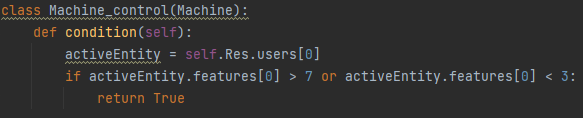 class Machine_control(Machine):
    def condition(self):
        activeEntity = self.Res.users[0]
        if activeEntity.features[0] > 7 or activeEntity.features[0] < 3:
            return True